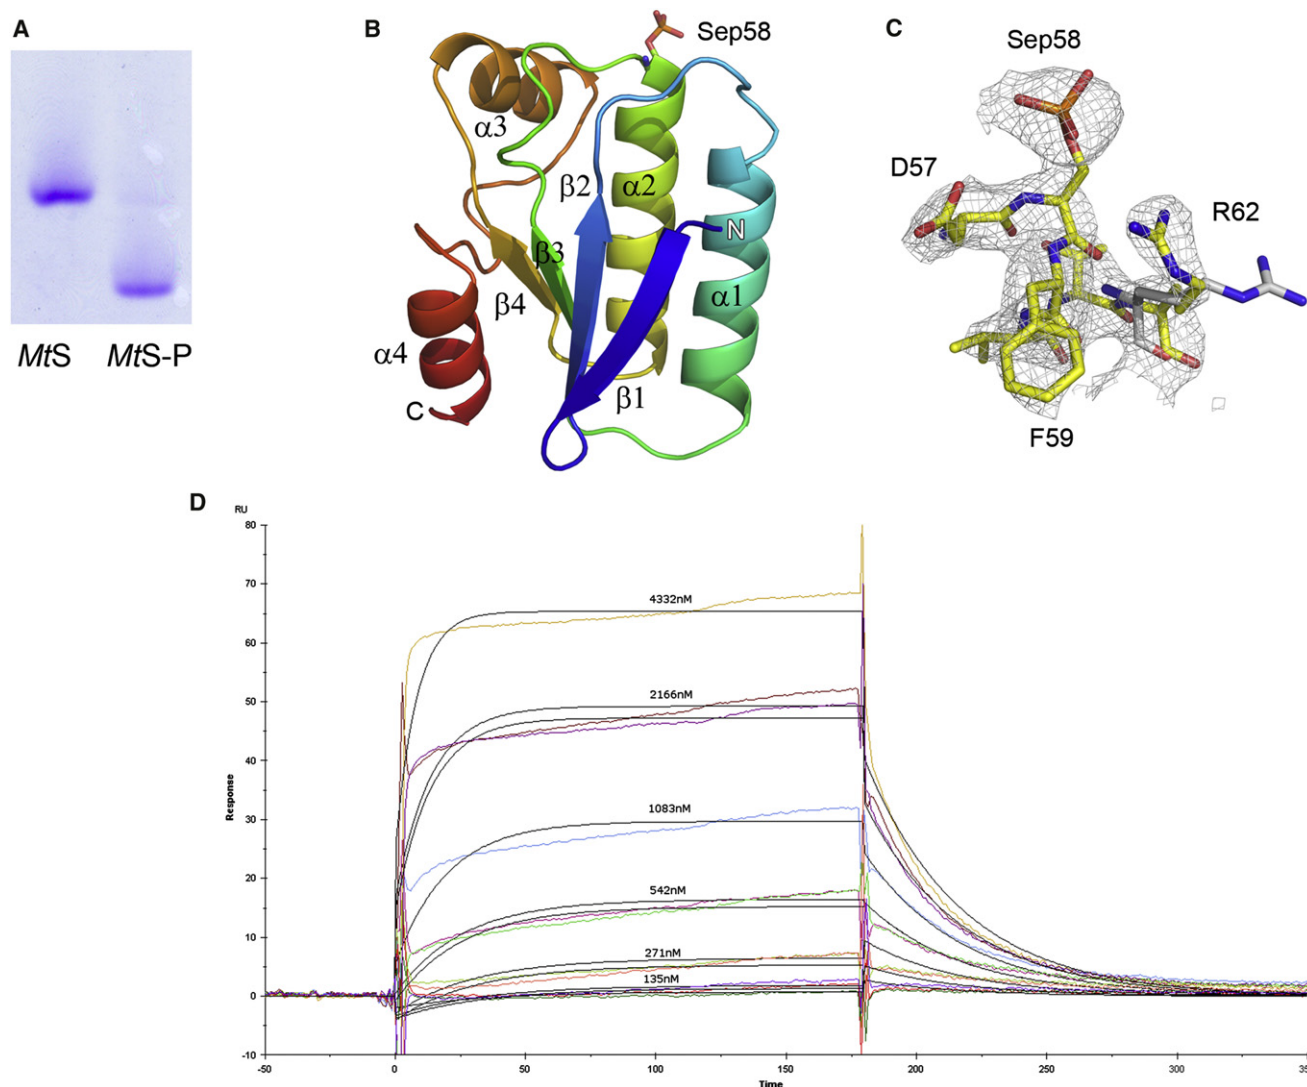 A
MtS MtS-P
B
Sep58
α3
β2
α2
N
β3
β4
α1
α4
β1
C
C
Sep58
D57
R62
F59
D
RU
80
70
60
50
40
30
20
10
0
-10
Response
4332nM
2166nM
1083nM
542nM
271nM
135nM
-50 0 50 100 150 200 250 300 350
Time